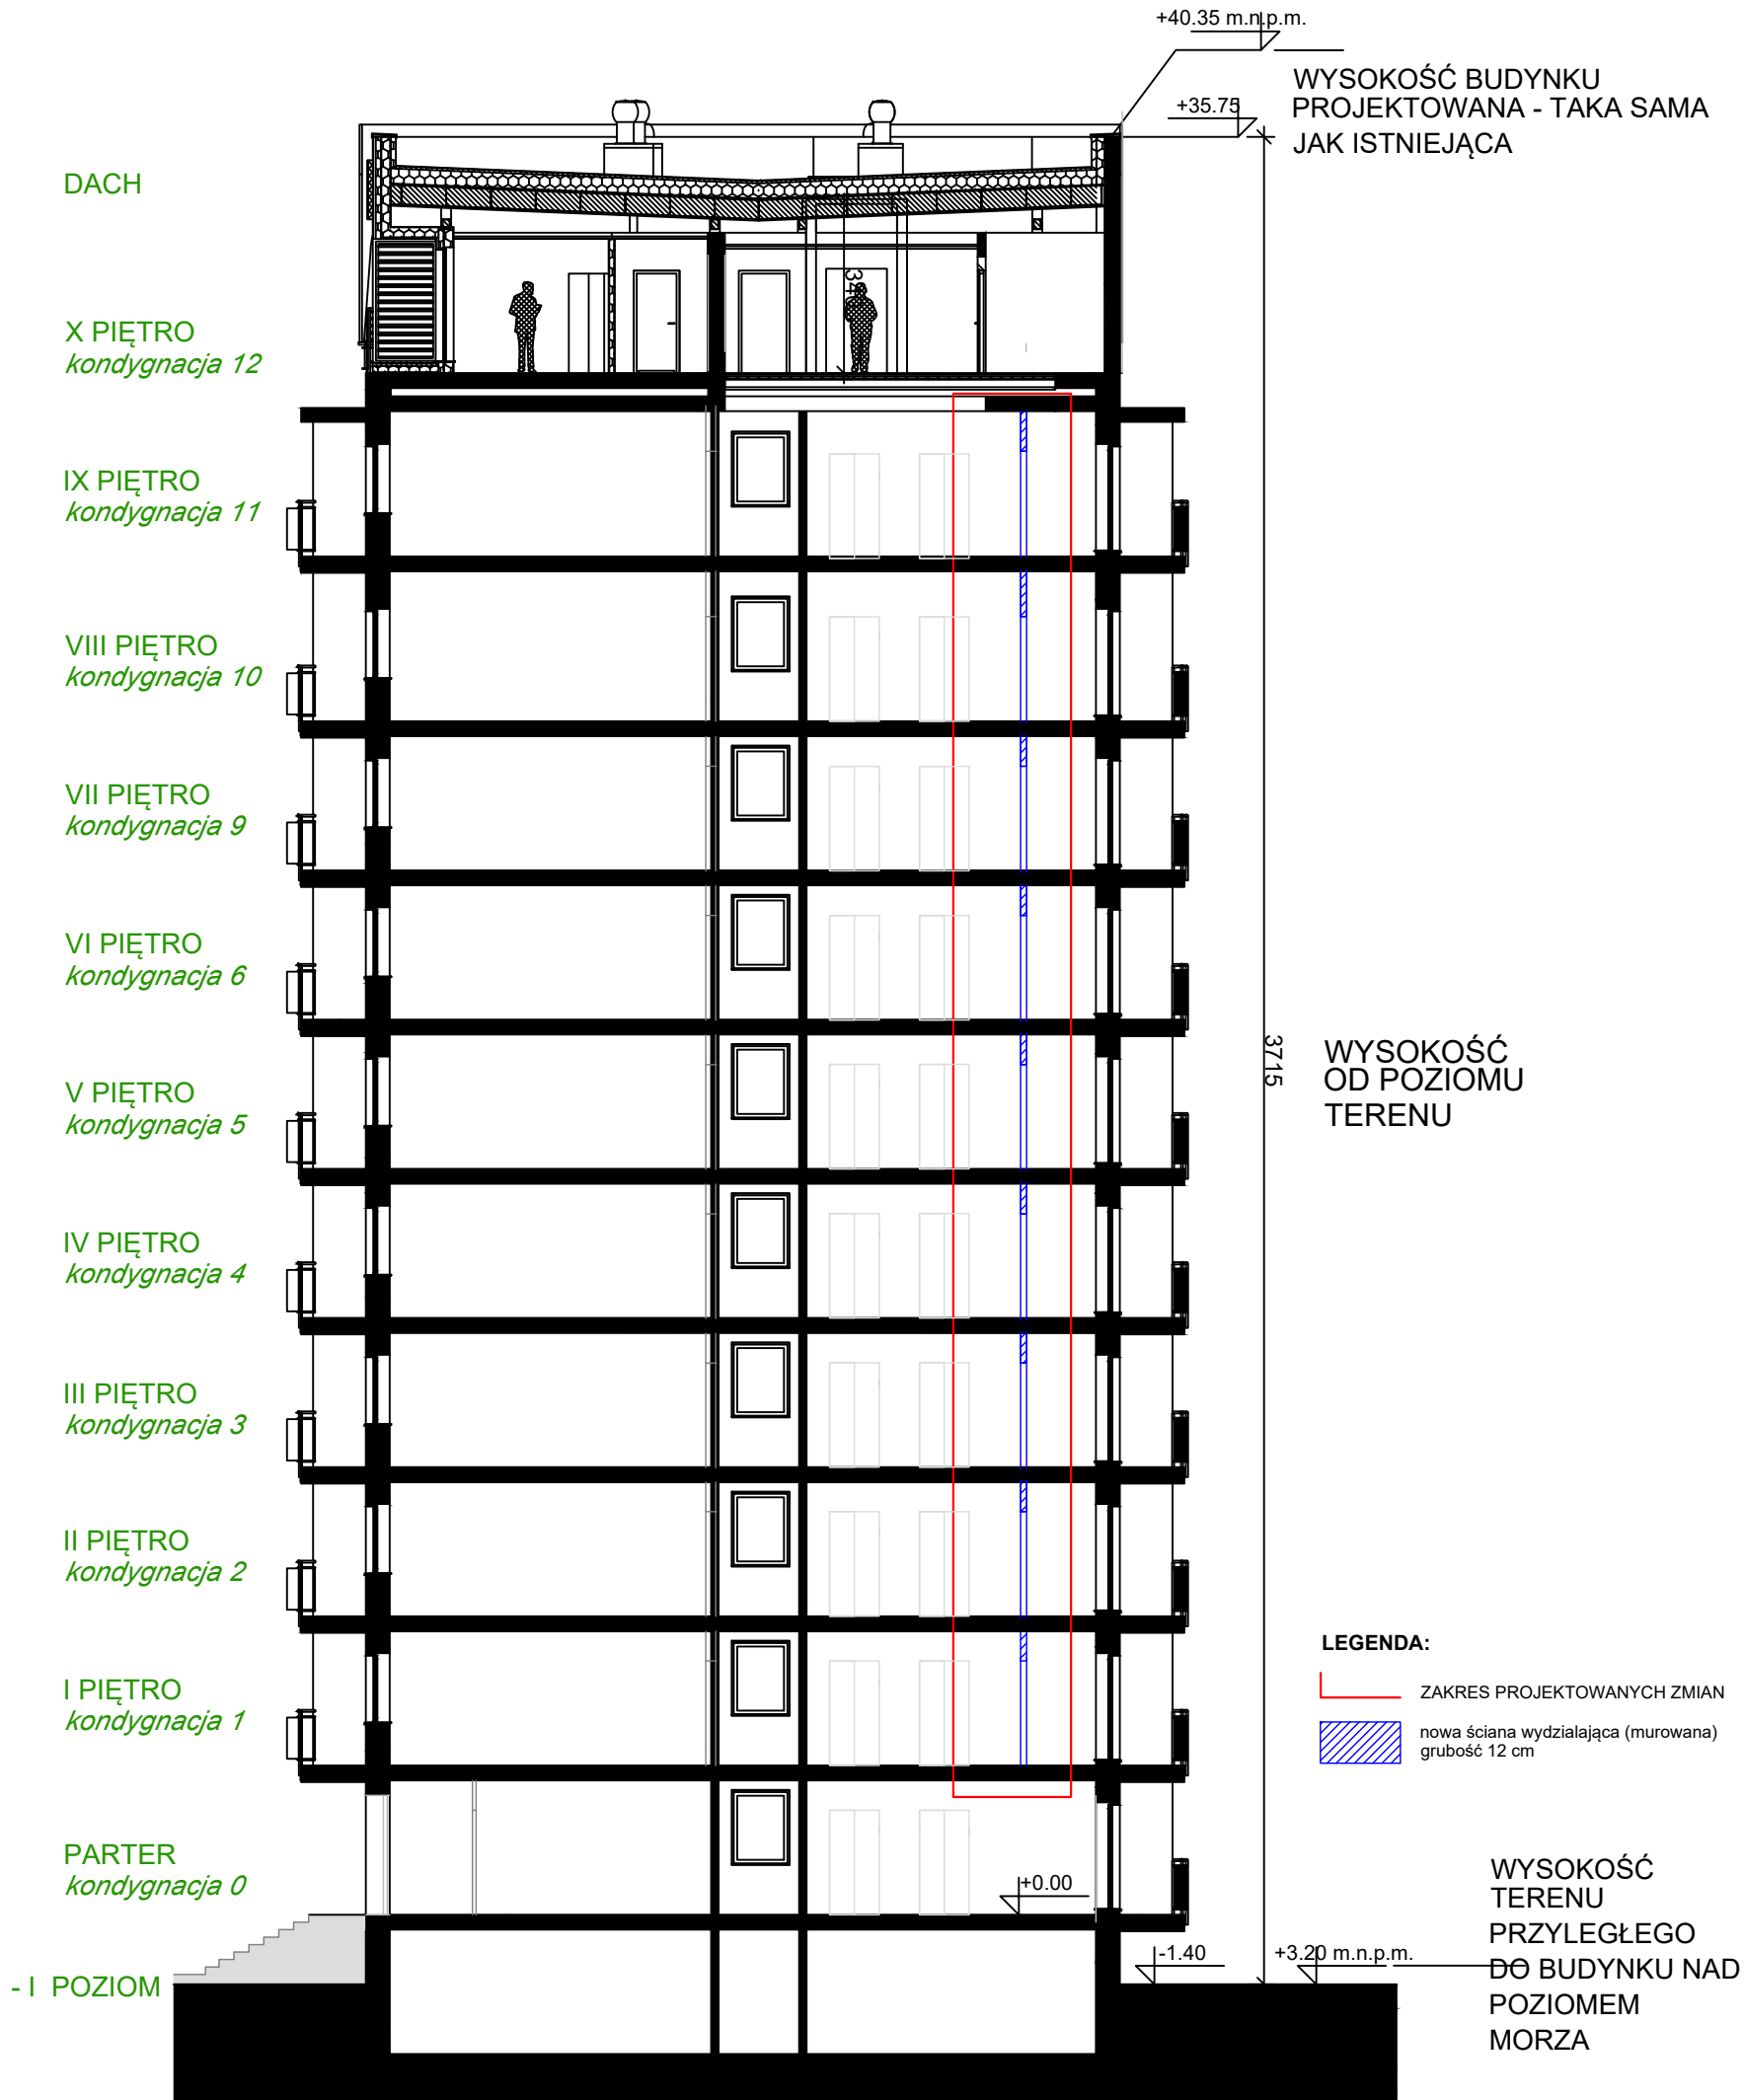 +40.35 m.n.p.m.
WYSOKOŚĆ BUDYNKU
PROJEKTOWANA - TAKA SAMA
JAK ISTNIEJĄCA
+35.75
DACH
X PIĘTRO
kondygnacja 12
IX PIĘTRO
kondygnacja 11
VIII PIĘTRO
kondygnacja 10
VII PIĘTRO
kondygnacja 9
VI PIĘTRO
kondygnacja 6
3715
WYSOKOŚĆ
OD POZIOMU
TERENU
V PIĘTRO
kondygnacja 5
IV PIĘTRO
kondygnacja 4
III PIĘTRO
kondygnacja 3
II PIĘTRO
kondygnacja 2
LEGENDA:
ZAKRES PROJEKTOWANYCH ZMIAN
nowa ściana wydzialająca (murowana)
grubość 12 cm
I PIĘTRO
kondygnacja 1
PARTER
kondygnacja 0
+0.00
-1.40
+3.20 m.n.p.m.
WYSOKOŚĆ
TERENU
PRZYLEGŁEGO
DO BUDYNKU NAD
POZIOMEM
MORZA
- I POZIOM